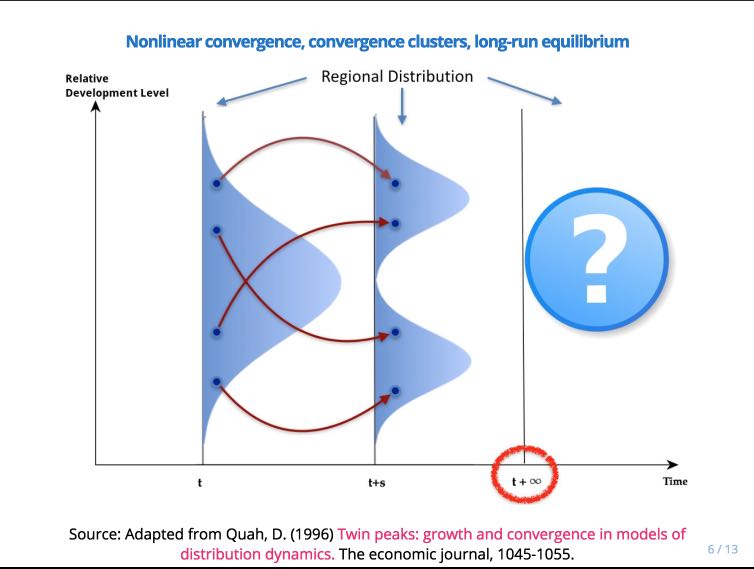 Nonlinear convergence, convergence clusters, long-run equilibrium
Relative
Development Level
Regional Distribution
?
t
t+s
t + ∞
Time
Source: Adapted from Quah, D. (1996) Twin peaks: growth and convergence in models of
distribution dynamics. The economic journal, 1045-1055.
6 / 13